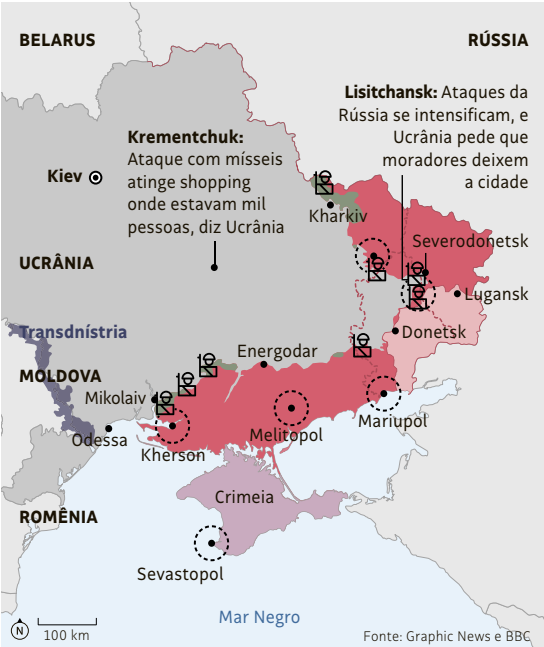 BELARUS
RÚSSIA
Lisitchansk: Ataques da
Rússia se intensificam, e
Ucrânia pede que
moradores deixem
a cidade
Krementchuk:
Ataque com mísseis
atinge shopping
onde estavam mil
pessoas, diz Ucrânia
Kiev
Kharkiv
Severodonetsk
UCRÂNIA
Lugansk
Transdnístria
Donetsk
Energodar
MOLDOVA
Mikolaiv
Mariupol
Odessa
Melitopol
Kherson
Crimeia
ROMÊNIA
Sevastopol
Mar Negro
N
100 km
Fonte: Graphic News e BBC